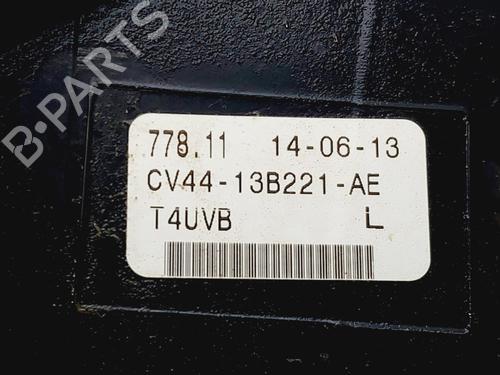 B-PARTS
778.11 14-06-13
CV44-13B221-AE
T4UVB L